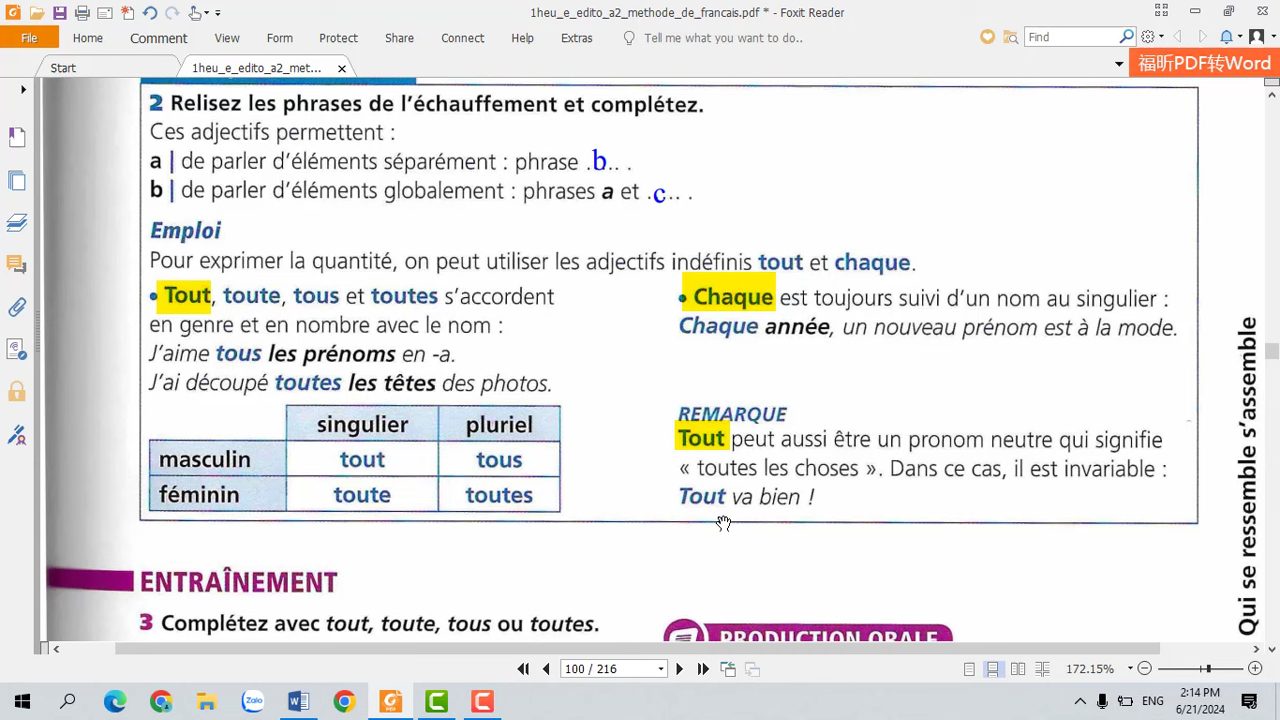 1heu_e_edito_a2_methode_de_francais.pdf * - Foxit Reader
File Home Comment View Form Protect Share Connect Help Extras Tell me what you want to do.. Find
Start 1heu_e_edito_a2_met... 福昕PDF转Word
2 Relisez les phrases de l'échauffement et complétez.
Ces adjectifs permettent :
a | de parler d'éléments séparément : phrase .b.. .
b | de parler d'éléments globalement : phrases a et .c.. .
Emploi
Pour exprimer la quantité, on peut utiliser les adjectifs indéfinis tout et chaque.
• Tout, toute, tous et toutes s'accordent
en genre et en nombre avec le nom :
J'aime tous les prénoms en -a.
J'ai découpé toutes les têtes des photos.
singulier pluriel
masculin tout tous
féminin toute toutes
• Chaque est toujours suivi d'un nom au singulier :
Chaque année, un nouveau prénom est à la mode.
REMARQUE
Tout peut aussi être un pronom neutre qui signifie
« toutes les choses ». Dans ce cas, il est invariable :
Tout va bien !
Qui se ressemble s'assemble
ENTRAÎNEMENT
3 Complétez avec tout, toute, tous ou toutes.
PRODUCTION ORALE
100 / 216 172.15%
Zalo ENG 2:14 PM
6/21/2024